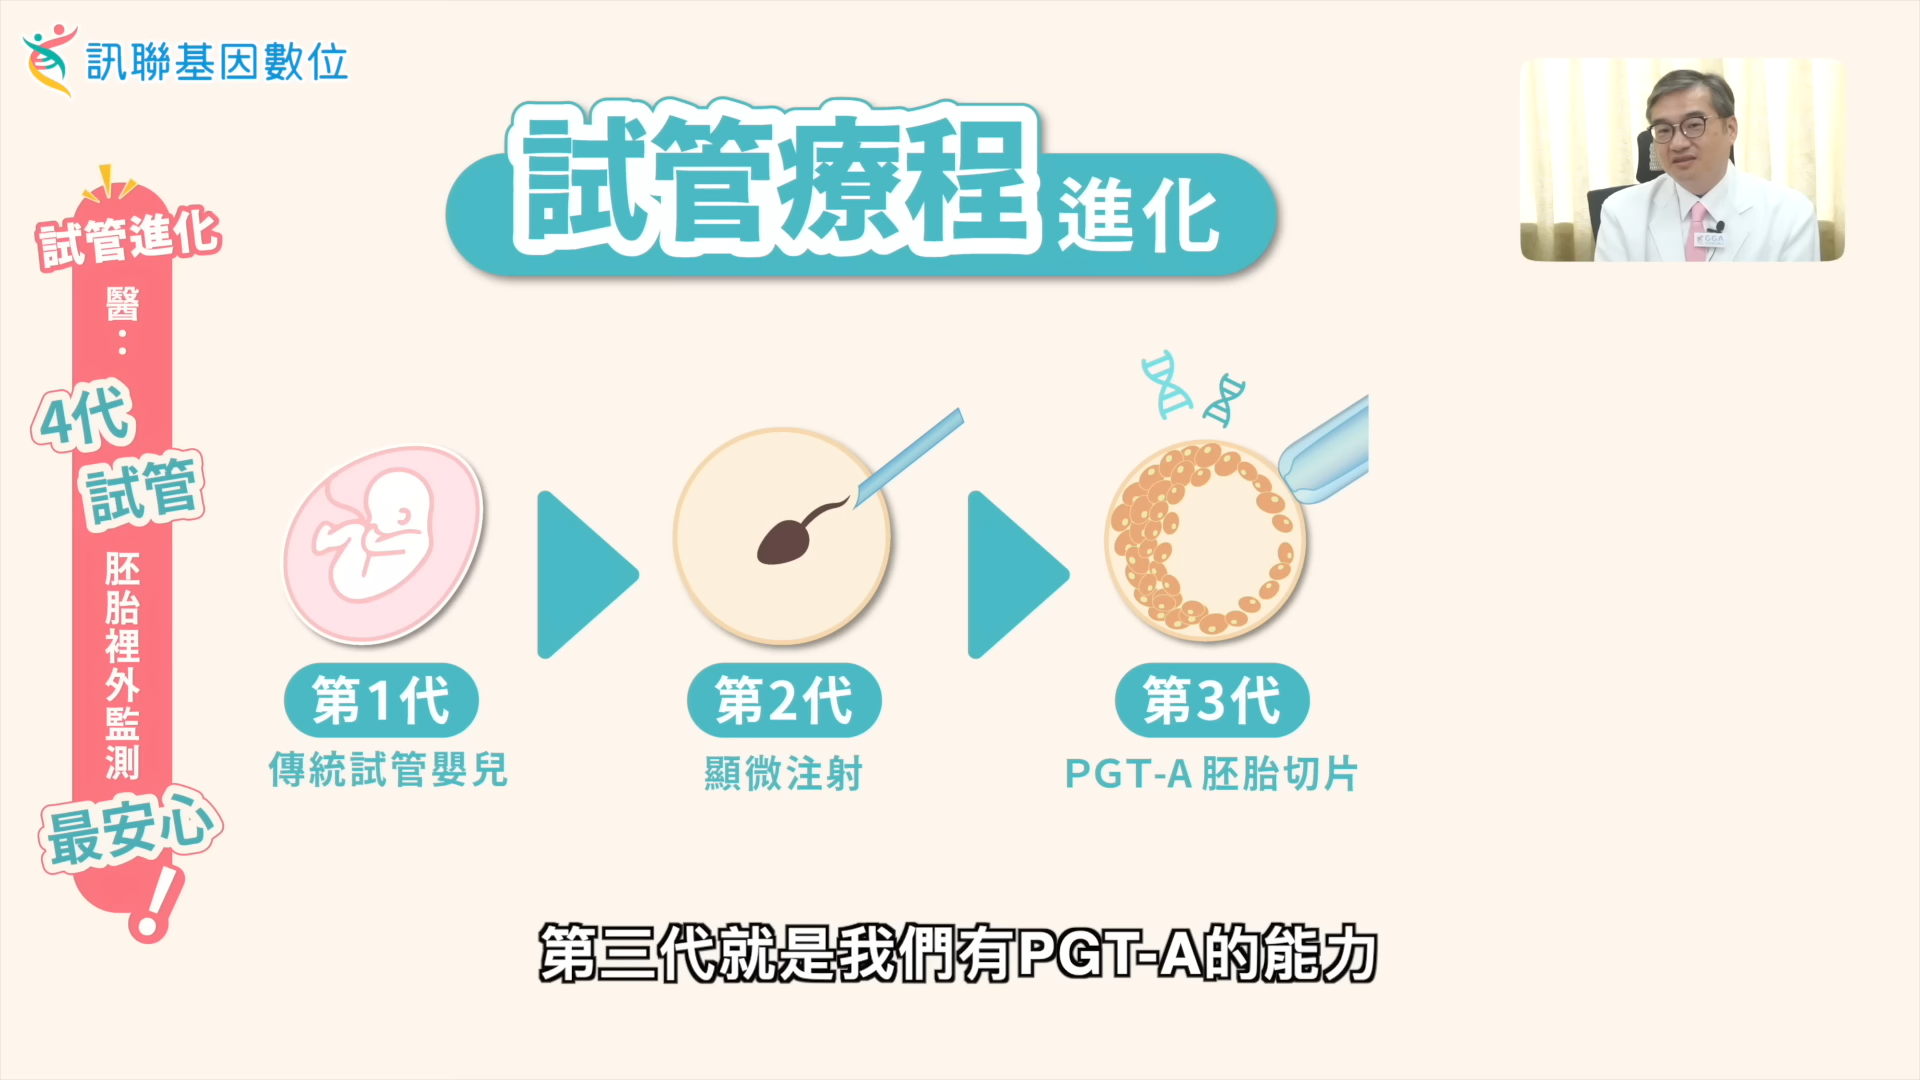 訊聯基因數位
試管療程進化
試管進化
醫：
4代
試管
胚胎裡外監測
最安心！
第1代
傳統試管嬰兒
第2代
顯微注射
第3代
PGT-A 胚胎切片
第三代就是我們有PGT-A的能力